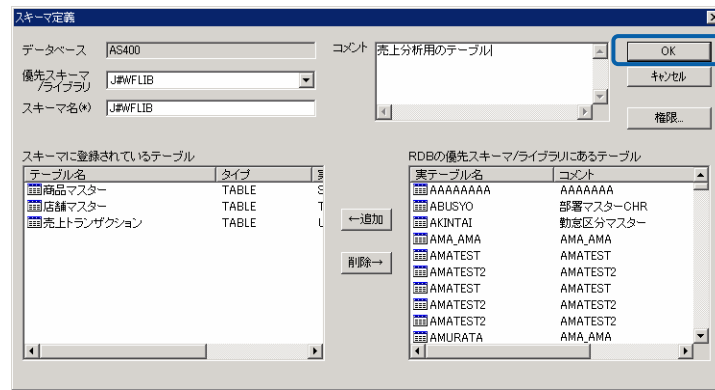 スキーマ定義
データベース AS400
優先スキーマ/ライブラリ J#WFLIB
スキーマ名(*) J#WFLIB
コメント 売上分析用のテーブル
OK
キャンセル
権限...
スキーマに登録されているテーブル
テーブル名 タイプ
商品マスター TABLE S
店舗マスター TABLE T
売上トランザクション TABLE
←追加
削除→
RDBの優先スキーマ/ライブラリにあるテーブル
実テーブル名 コメント
AAAAAAAA AAAAAAA
ABUSYO 部署マスターCHR
AKINTAI 勤怠区分マスター
AMA_AMA AMA_AMA
AMATEST AMATEST
AMATEST2 AMATEST2
AMATEST AMATEST
AMATEST2 AMATEST2
AMATEST2 AMATEST2
AMURATA AMA_AMA